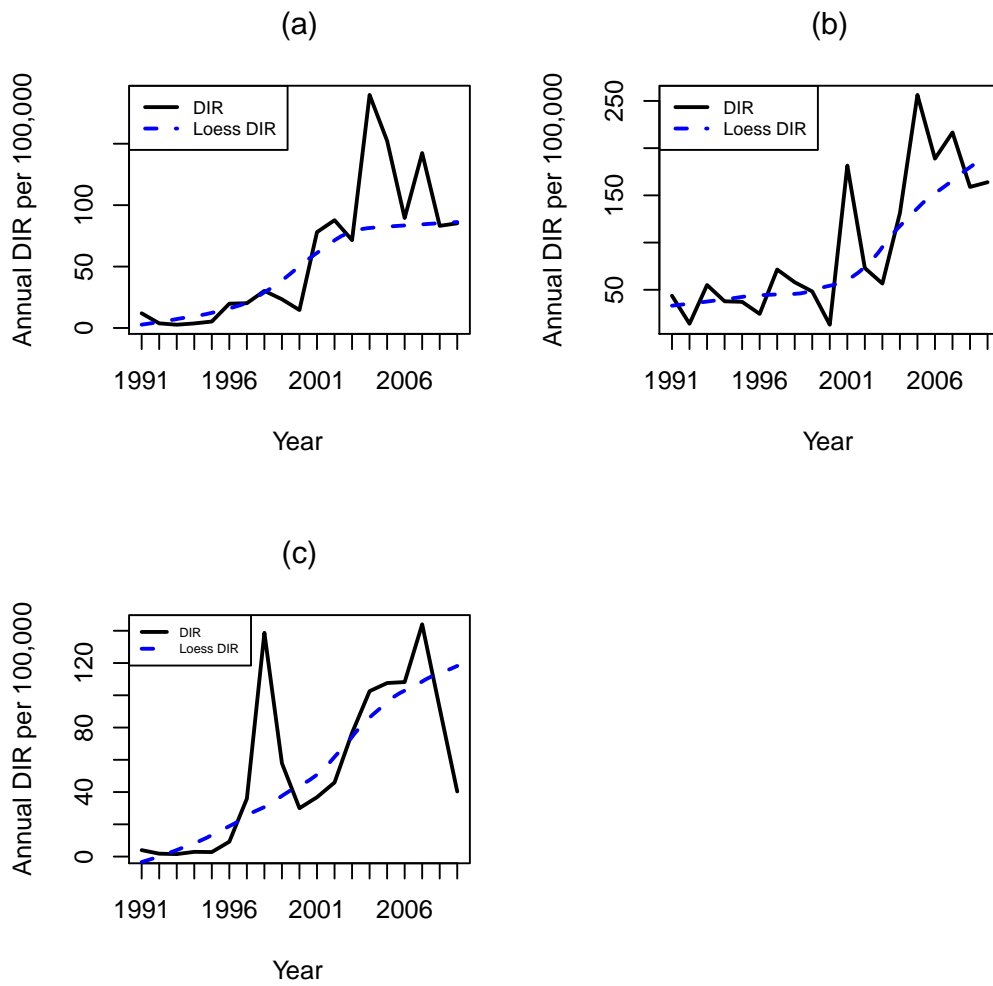 (a)
Annual DIR per 100,000
0 50 100
DIR
Loess DIR
1991 1996 2001 2006
Year
(b)
Annual DIR per 100,000
50 150 250
DIR
Loess DIR
1991 1996 2001 2006
Year
(c)
Annual DIR per 100,000
0 40 80 120
DIR
Loess DIR
1991 1996 2001 2006
Year